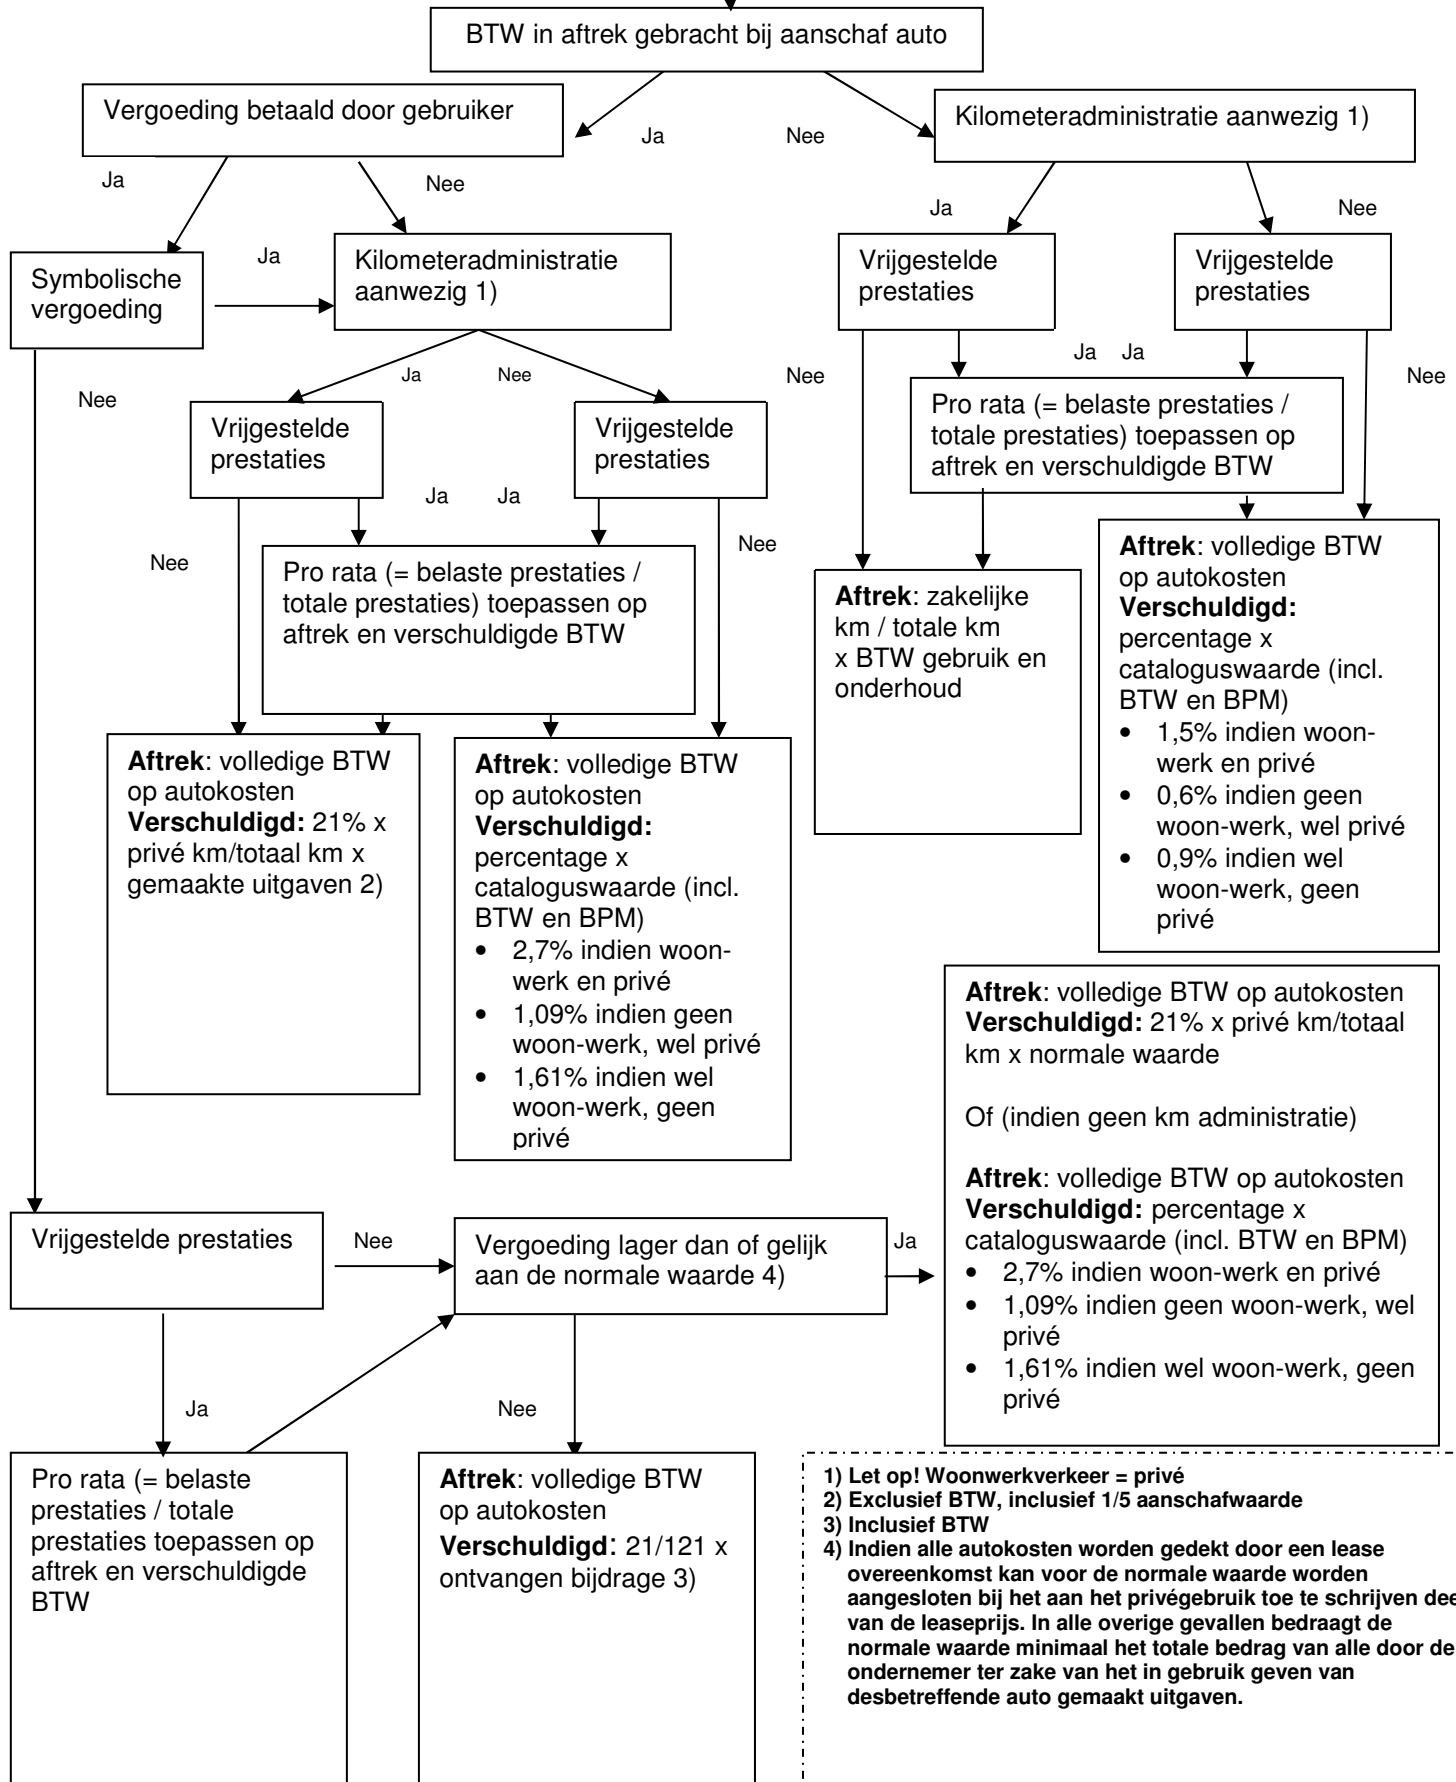 BTW in aftrek gebracht bij aanschaf auto
Vergoeding betaald door gebruiker
Ja
Nee
Kilometeradministratie aanwezig 1)
Ja
Nee
Ja
Nee
Symbolische
vergoeding
Ja
Kilometeradministratie
aanwezig 1)
Vrijgestelde
prestaties
Vrijgestelde
prestaties
Nee
Ja
Nee
Nee
Ja
Ja
Nee
Vrijgestelde
prestaties
Vrijgestelde
prestaties
Pro rata (= belaste prestaties /
totale prestaties) toepassen op
aftrek en verschuldigde BTW
Nee
Ja
Ja
Nee
Pro rata (= belaste prestaties /
totale prestaties) toepassen op
aftrek en verschuldigde BTW
Aftrek: zakelijke
km / totale km
x BTW gebruik en
onderhoud
Aftrek: volledige BTW
op autokosten
Verschuldigd:
percentage x
cataloguswaarde (incl.
BTW en BPM)
• 1,5% indien woon-
werk en privé
• 0,6% indien geen
woon-werk, wel privé
• 0,9% indien wel
woon-werk, geen
privé
Aftrek: volledige BTW
op autokosten
Verschuldigd: 21% x
privé km/totaal km x
gemaakte uitgaven 2)
Aftrek: volledige BTW
op autokosten
Verschuldigd:
percentage x
cataloguswaarde (incl.
BTW en BPM)
• 2,7% indien woon-
werk en privé
• 1,09% indien geen
woon-werk, wel privé
• 1,61% indien wel
woon-werk, geen
privé
Aftrek: volledige BTW op autokosten
Verschuldigd: 21% x privé km/totaal
km x normale waarde
Of (indien geen km administratie)
Aftrek: volledige BTW op autokosten
Verschuldigd: percentage x
cataloguswaarde (incl. BTW en BPM)
• 2,7% indien woon-werk en privé
• 1,09% indien geen woon-werk, wel
privé
• 1,61% indien wel woon-werk, geen
privé
Vrijgestelde prestaties
Nee
Vergoeding lager dan of gelijk
aan de normale waarde 4)
Ja
Ja
Nee
Pro rata (= belaste
prestaties / totale
prestaties toepassen op
aftrek en verschuldigde
BTW
Aftrek: volledige BTW
op autokosten
Verschuldigd: 21/121 x
ontvangen bijdrage 3)
1) Let op! Woonwerkverkeer = privé
2) Exclusief BTW, inclusief 1/5 aanschafwaarde
3) Inclusief BTW
4) Indien alle autokosten worden gedekt door een lease
overeenkomst kan voor de normale waarde worden
aangesloten bij het aan het privégebruik toe te schrijven dee
van de leaseprijs. In alle overige gevallen bedraagt de
normale waarde minimaal het totale bedrag van alle door de
ondernemer ter zake van het in gebruik geven van
desbetreffende auto gemaakt uitgaven.